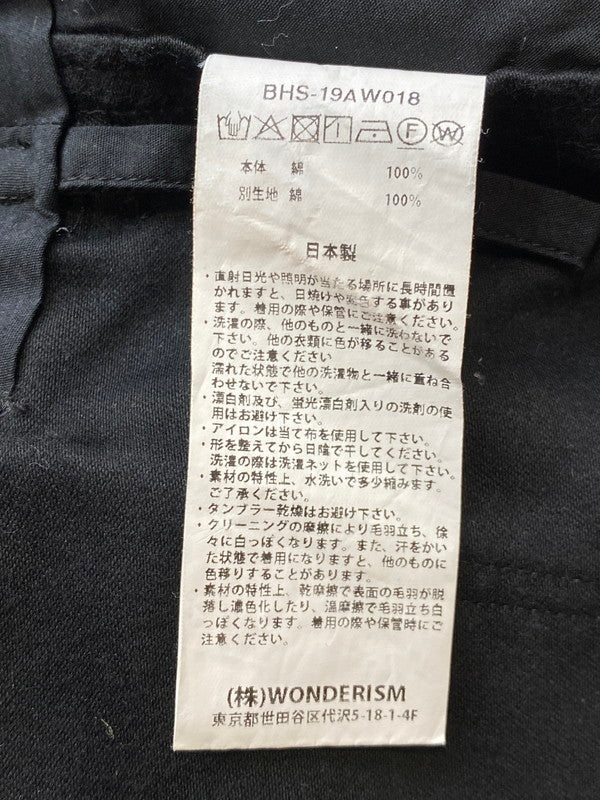 BHS-19AW018
本体 綿 100%
別生地 綿 100%
日本製
・直射日光や照明が当たる場所に長時間置
かれますと、日焼けや変色する事があり
ます。着用の際や保管にご注意ください。
・洗濯の際、他のものと一緒に洗わないで
下さい。他の衣類に色が移ることがある
のでご注意ください
濡れた状態で他の洗濯物と一緒に重ね合
わせないで下さい。
・漂白剤及び、蛍光漂白剤入りの洗剤の使
用はお避け下さい。
・アイロンは当て布を使用して下さい。
・形を整えてから日陰で干してください。
洗濯の際は洗濯ネットを使用して下さい。
・素材の特性上、水洗いで多少縮みます。
ご了承ください。
・タンブラー乾燥はお避け下さい。
・クリーニングの摩擦により毛羽立ち、徐
々に白っぽくなります。また、汗をかい
た状態で着用になりますと、他のものに
色移りすることがあります。
・素材の特性上、乾摩擦で表面の毛羽が脱
落し濃色化したり、温摩擦で毛羽立ち白
っぽくなります。着用の際や保管時にご
注意ください。
(株)WONDERISM
東京都世田谷区代沢5-18-1-4F